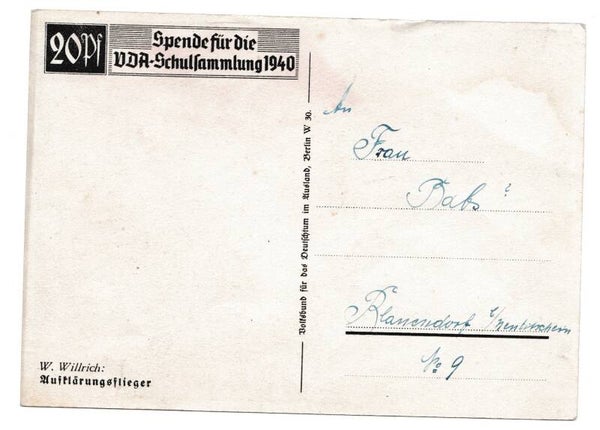 20Pf
Spende für die
VDA-Schulsammlung 1940
Volksbund für das Deutschtum im Ausland, Berlin W 30.
An
Frau
Blauendorf
No 9
W. Willrich:
Aufklärungsflieger